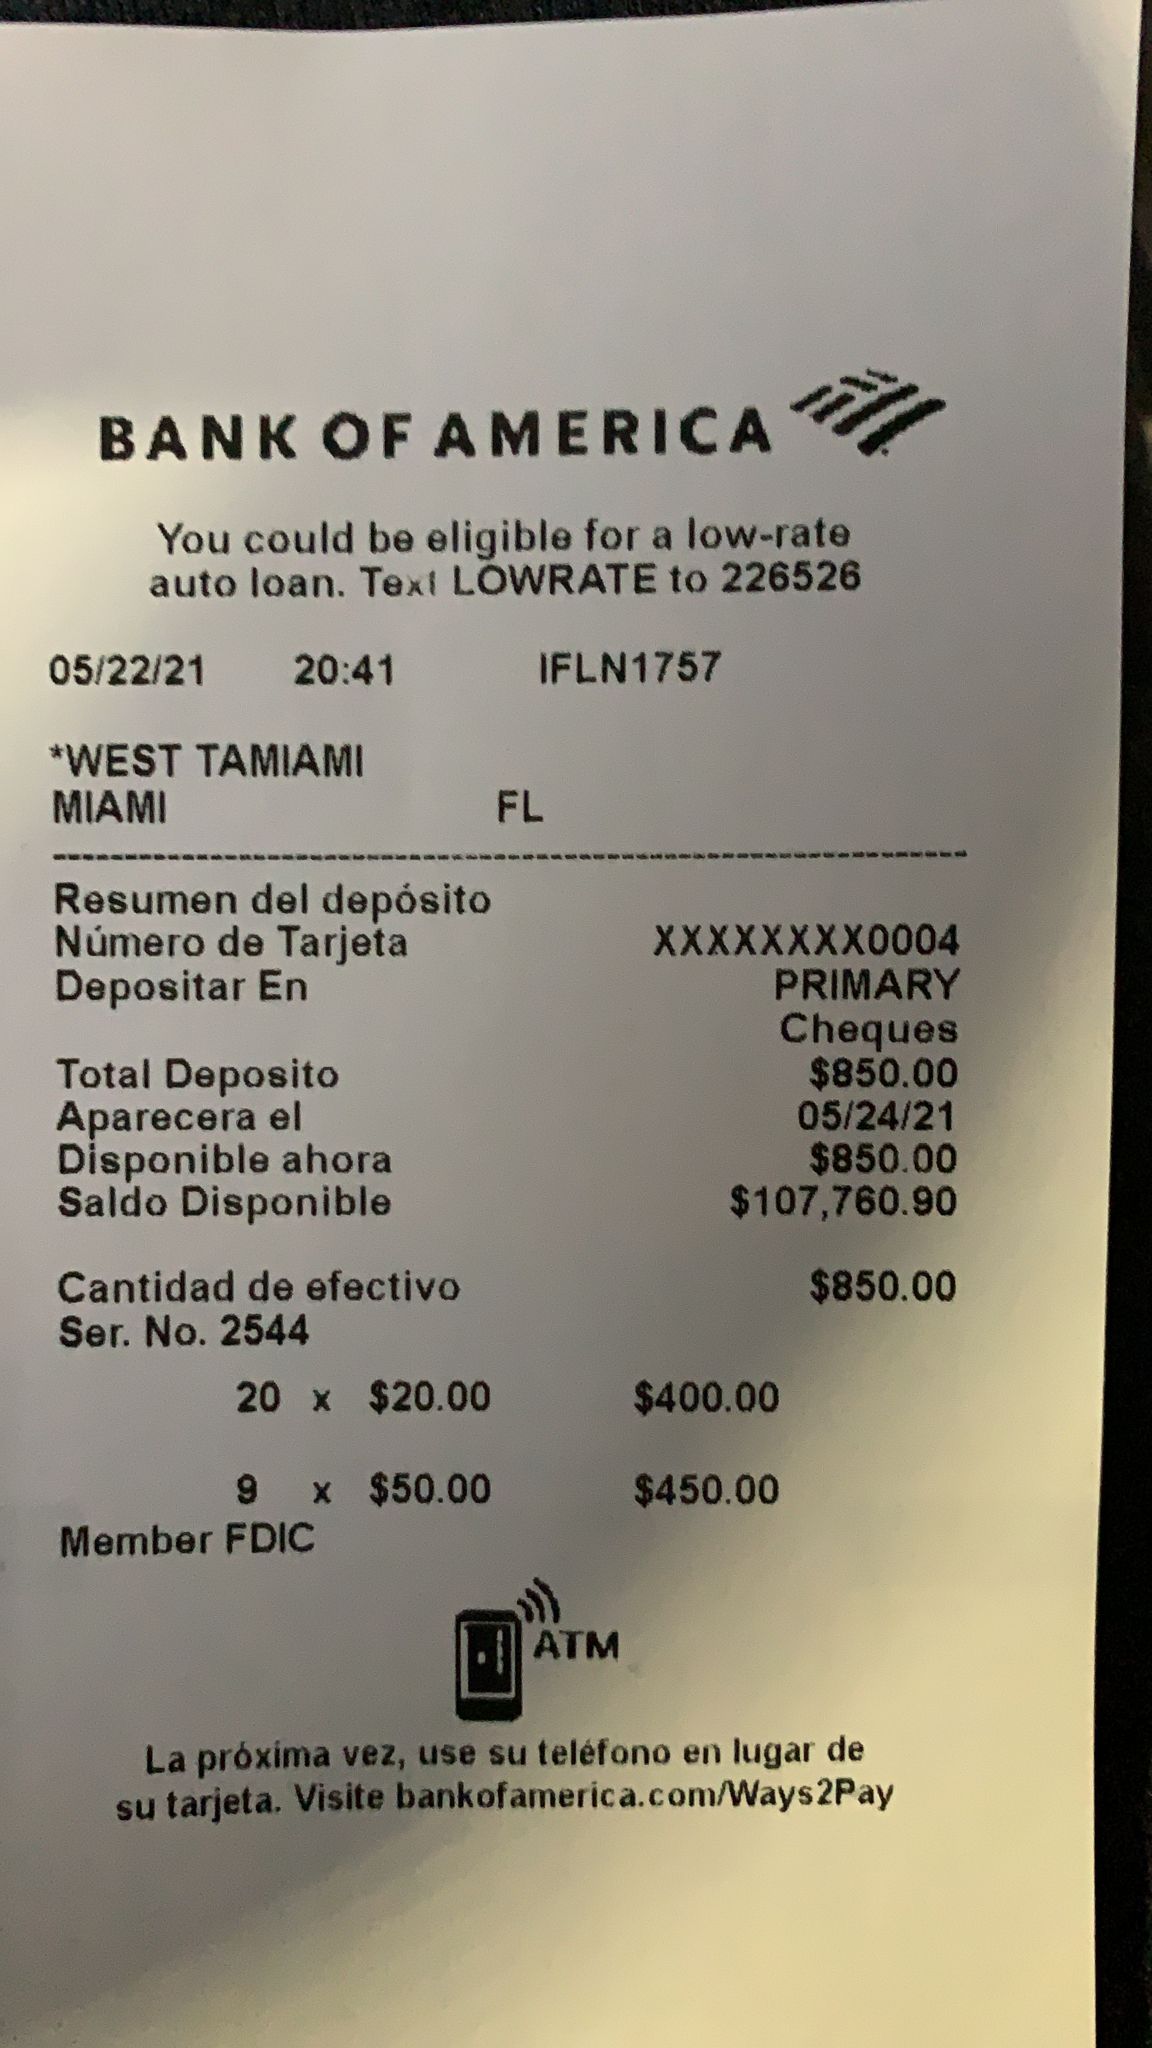 BANK OF AMERICA
You could be eligible for a low-rate
auto loan. Text LOWRATE to 226526
05/22/21 20:41 IFLN1757
*WEST TAMIAMI
MIAMI FL
Resumen del depósito
Número de Tarjeta XXXXXXXX0004
Depositar En PRIMARY
Cheques
Total Deposito $850.00
Aparecera el 05/24/21
Disponible ahora $850.00
Saldo Disponible $107,760.90
Cantidad de efectivo $850.00
Ser. No. 2544
20 x $20.00 $400.00
9 x $50.00 $450.00
Member FDIC
ATM
La próxima vez, use su teléfono en lugar de
su tarjeta. Visite bankofamerica.com/Ways2Pay